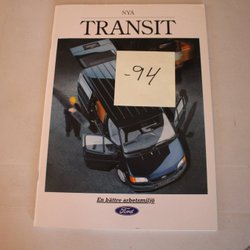 NYA
TRANSIT
-94
En bättre arbetsmiljö
Ford